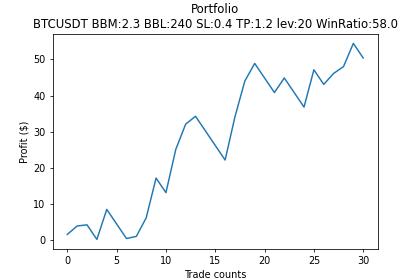 Portfolio
BTCUSDT BBM:2.3 BBL:240 SL:0.4 TP:1.2 lev:20 WinRatio:58.0
Profit ($)
50
40
30
20
10
0
0 5 10 15 20 25 30
Trade counts